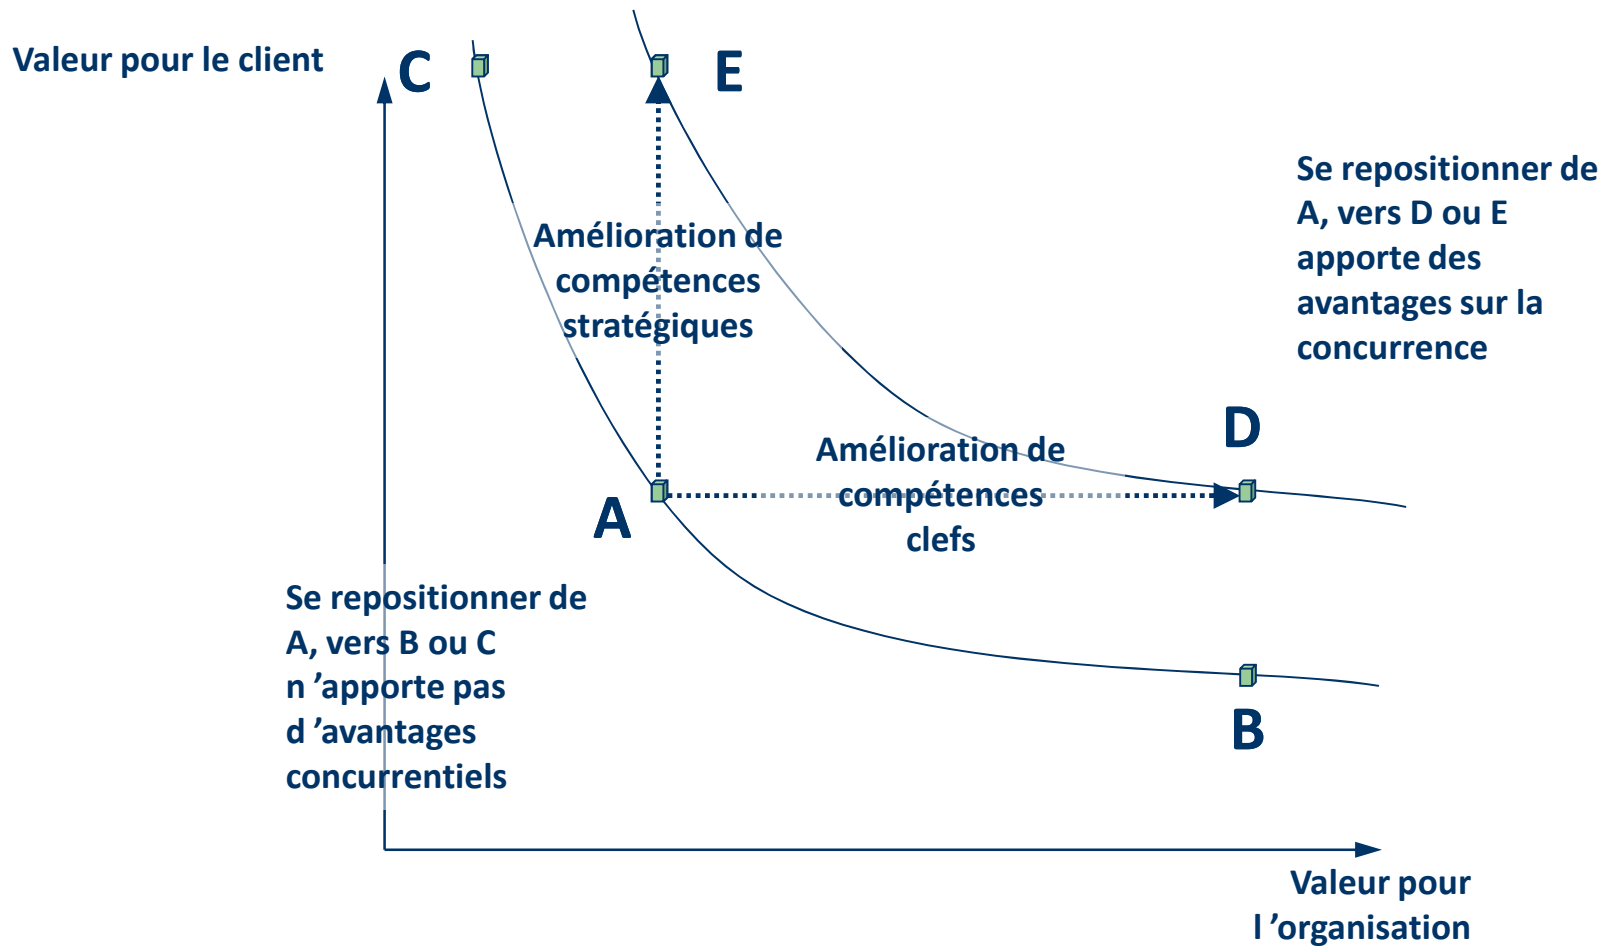 Valeur pour le client
C
E
Se repositionner de
A, vers D ou E
apporte des
avantages sur la
concurrence
Amélioration de
compétences
stratégiques
D
Amélioration de
compétences
clefs
A
Se repositionner de
A, vers B ou C
n ’apporte pas
d ’avantages
concurrentiels
B
Valeur pour
l ’organisation